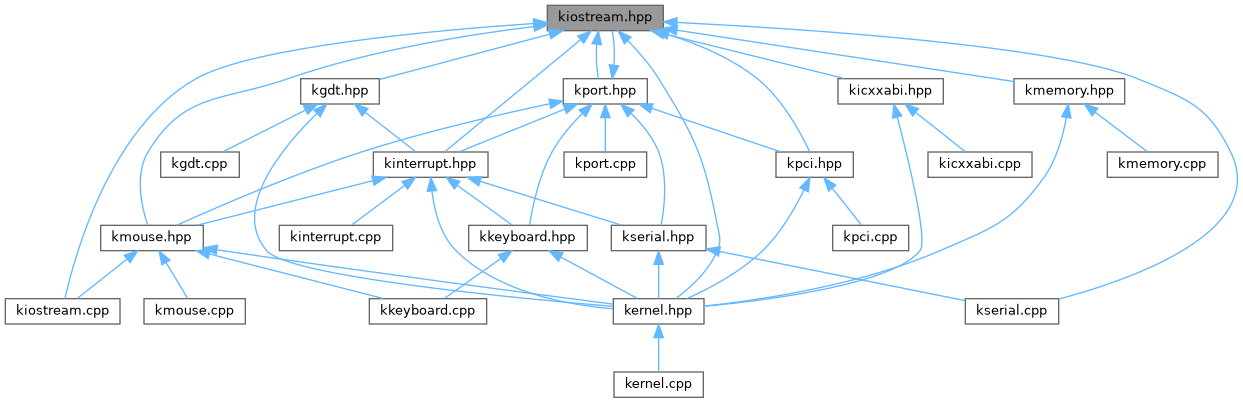 kiostream.hpp
kgdt.hpp
kport.hpp
kicxxabi.hpp
kmemory.hpp
kgdt.cpp
kinterrupt.hpp
kport.cpp
kpci.hpp
kicxxabi.cpp
kmemory.cpp
kmouse.hpp
kinterrupt.cpp
kkeyboard.hpp
kserial.hpp
kpci.cpp
kiostream.cpp
kmouse.cpp
kkeyboard.cpp
kernel.hpp
kserial.cpp
kernel.cpp